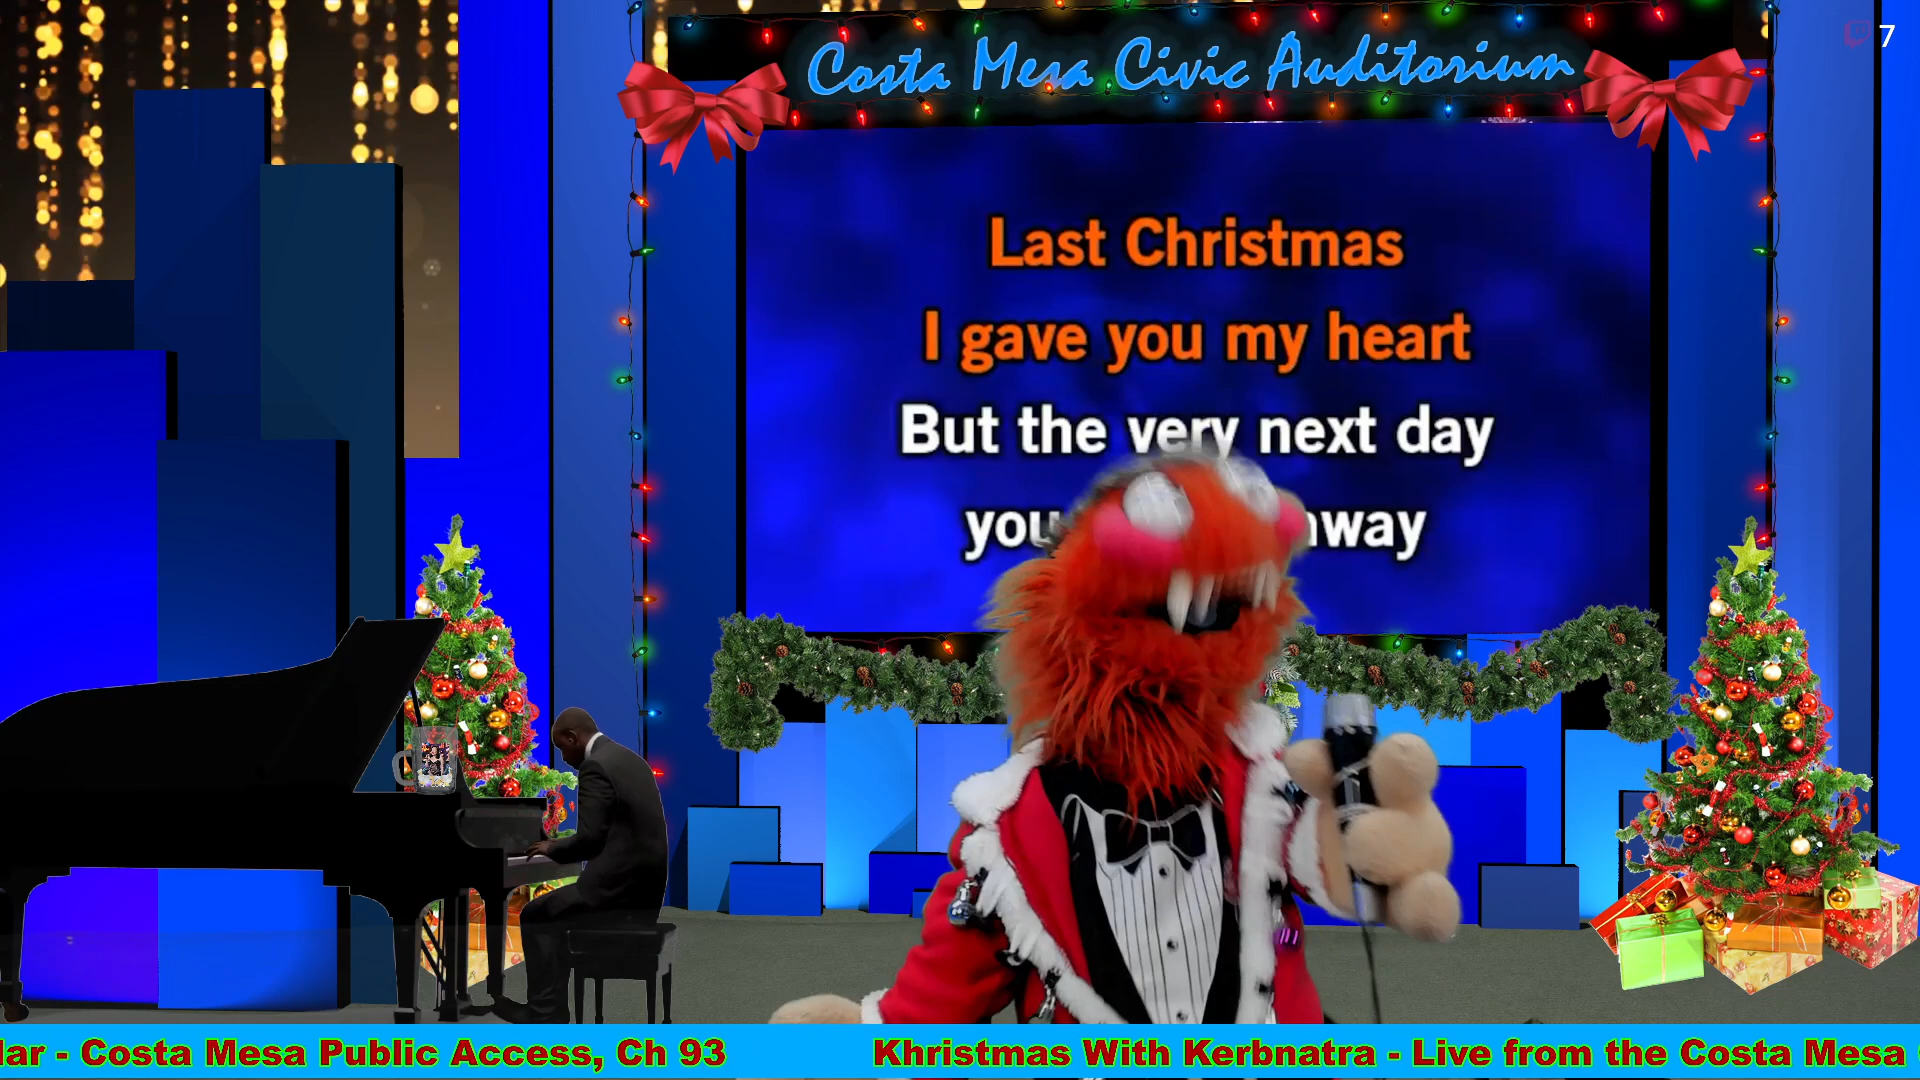 Costa Mesa Civic Auditorium
7
Last Christmas
I gave you my heart
But the very next day
you away
lar - Costa Mesa Public Access, Ch 93 Khristmas With Kerbnatra - Live from the Costa Mesa